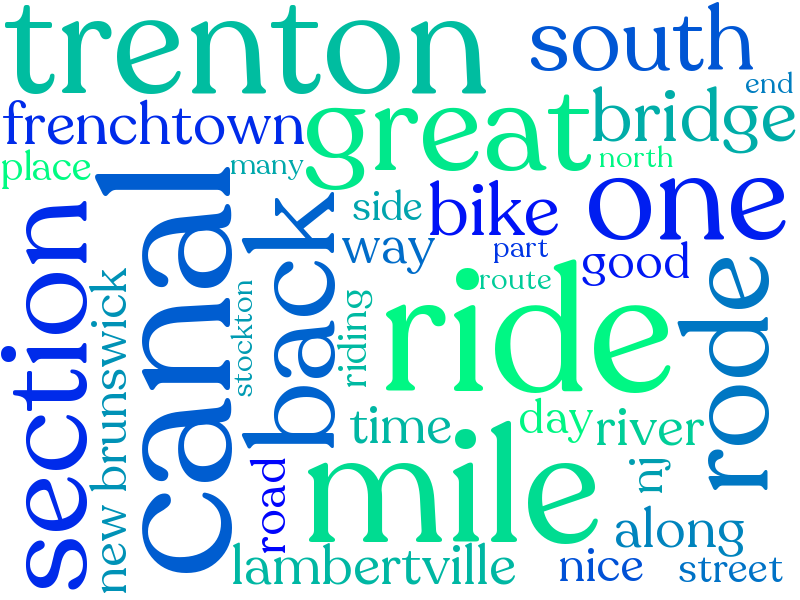 trenton
south
end
frenchtown
great
bridge
place
many
north
canal
side
bike
one
section
back
way
part
good
route
ride
rode
new brunswick
stockton
riding
time
day
river
mile
road
nj
along
lambertville
nice
street